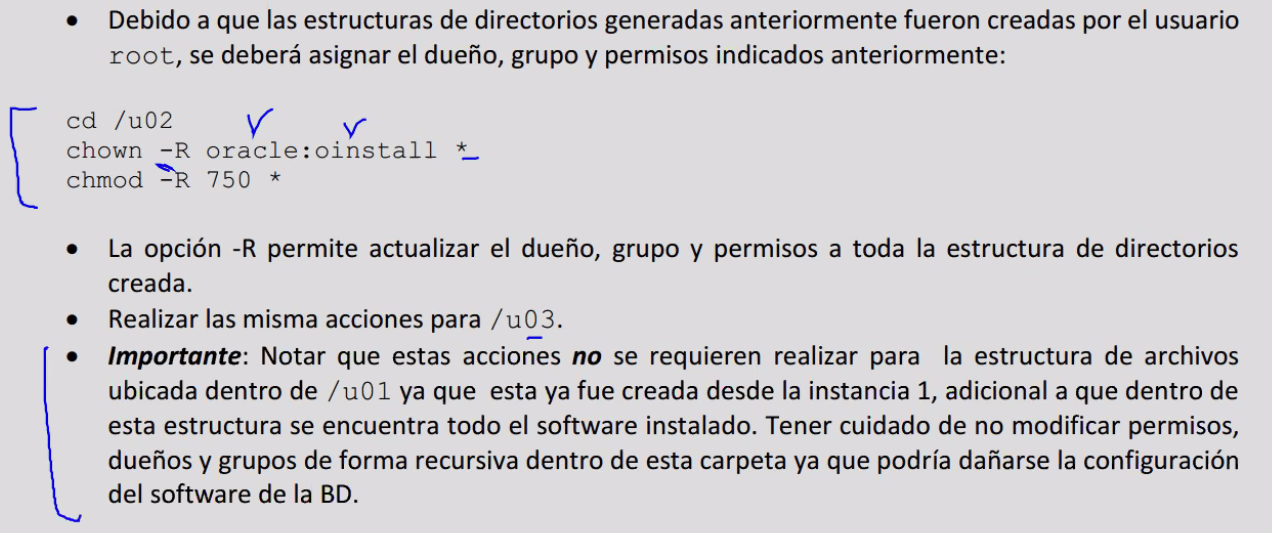 • Debido a que las estructuras de directorios generadas anteriormente fueron creadas por el usuario
root, se deberá asignar el dueño, grupo y permisos indicados anteriormente:
cd /u02
chown -R oracle:oinstall *
chmod -R 750 *
• La opción -R permite actualizar el dueño, grupo y permisos a toda la estructura de directorios
creada.
• Realizar las misma acciones para /u03.
• Importante: Notar que estas acciones no se requieren realizar para la estructura de archivos
ubicada dentro de /u01 ya que esta ya fue creada desde la instancia 1, adicional a que dentro de
esta estructura se encuentra todo el software instalado. Tener cuidado de no modificar permisos,
dueños y grupos de forma recursiva dentro de esta carpeta ya que podría dañarse la configuración
del software de la BD.